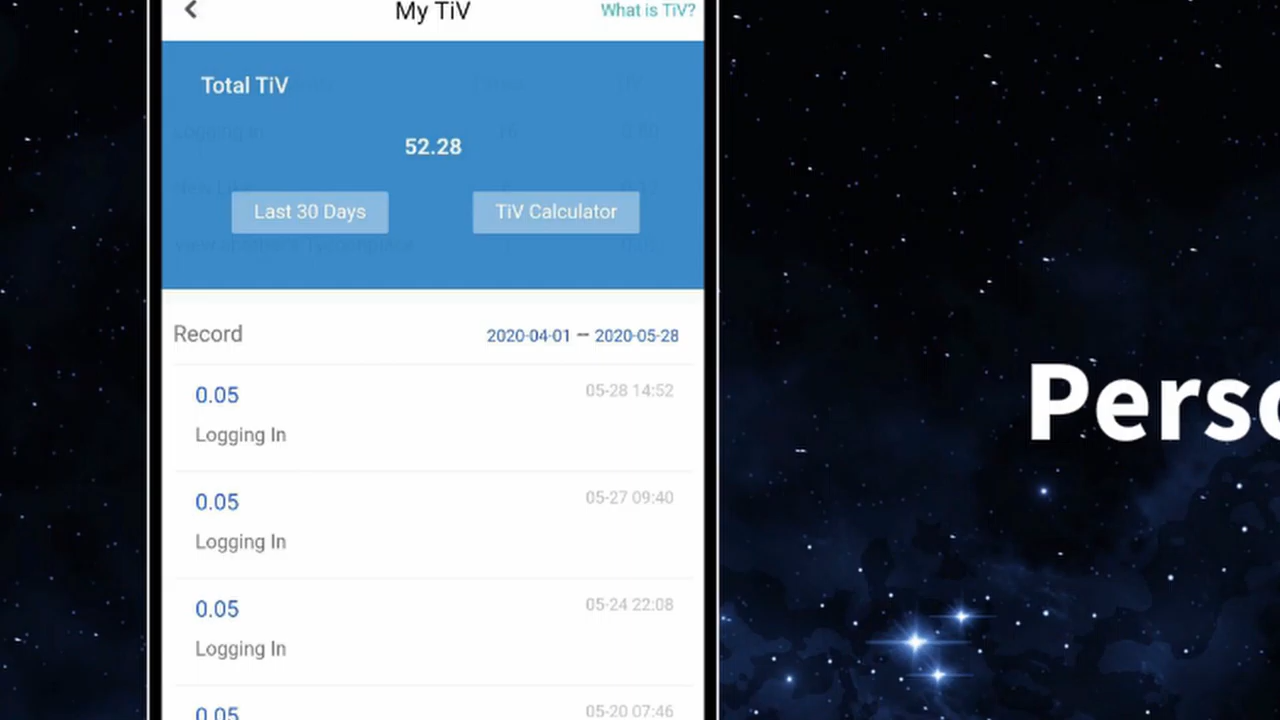 My TiV
What is TiV?
Total TiV
52.28
Last 30 Days
TiV Calculator
Record
2020-04-01 — 2020-05-28
0.05
05-28 14:52
Logging In
0.05
05-27 09:40
Logging In
0.05
05-24 22:08
Logging In
0.05
05-20 07:46